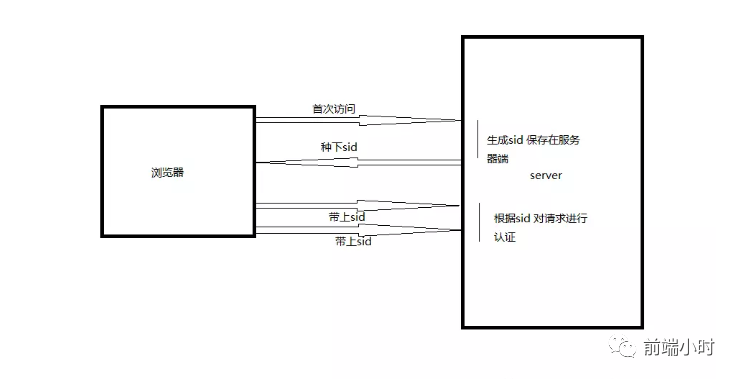 首次访问
生成sid 保存在服务
器端
种下sid
浏览器
server
带上sid
根据sid 对请求进行
认证
带上sid
前端小时